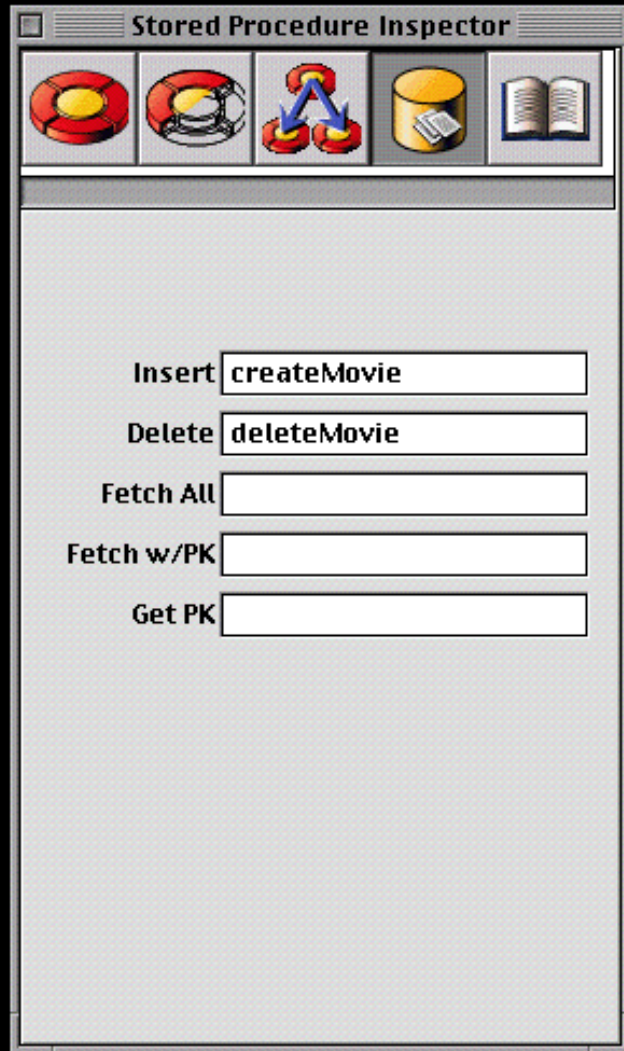 Stored Procedure Inspector
Insert createMovie
Delete deleteMovie
Fetch All
Fetch w/PK
Get PK